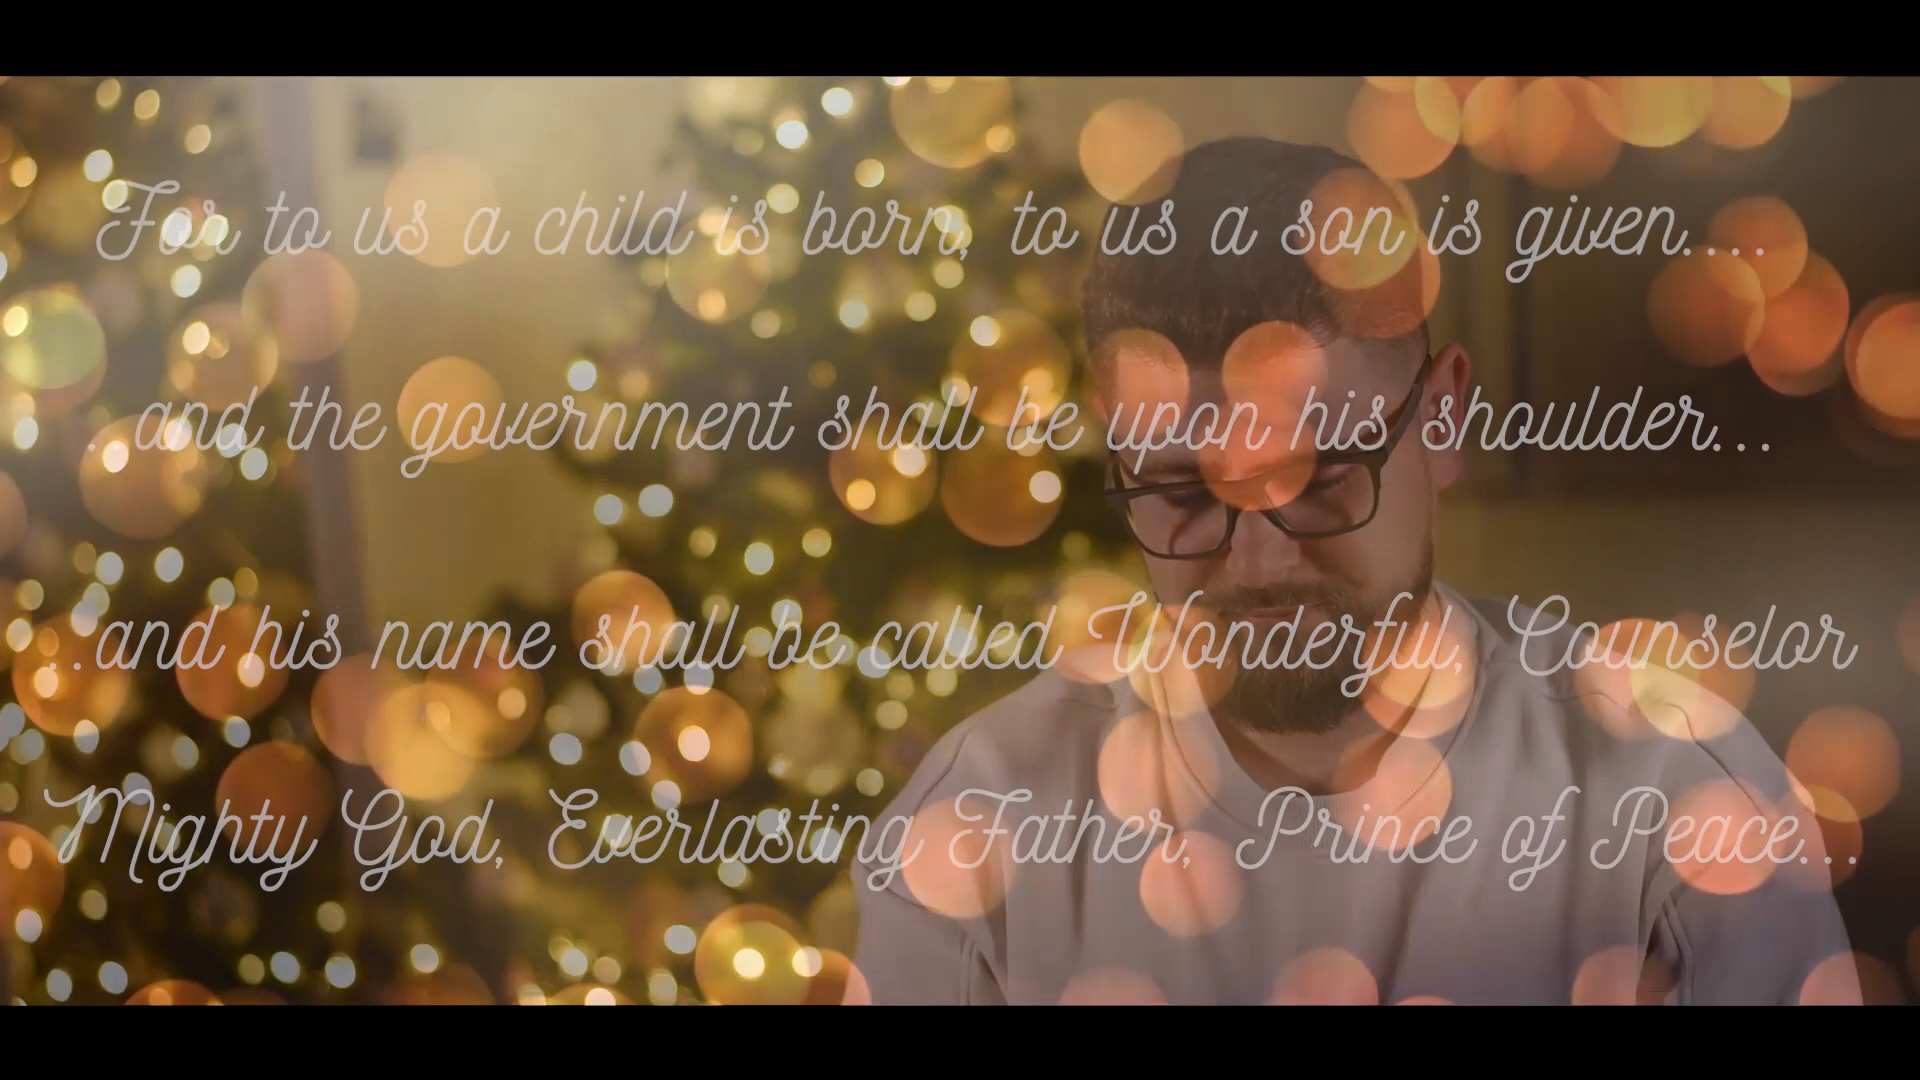 For to us a child is born, to us a son is given....
..and the government shall be upon his shoulder...
...and his name shall be called Wonderful, Counselor
Mighty God, Everlasting Father, Prince of Peace...